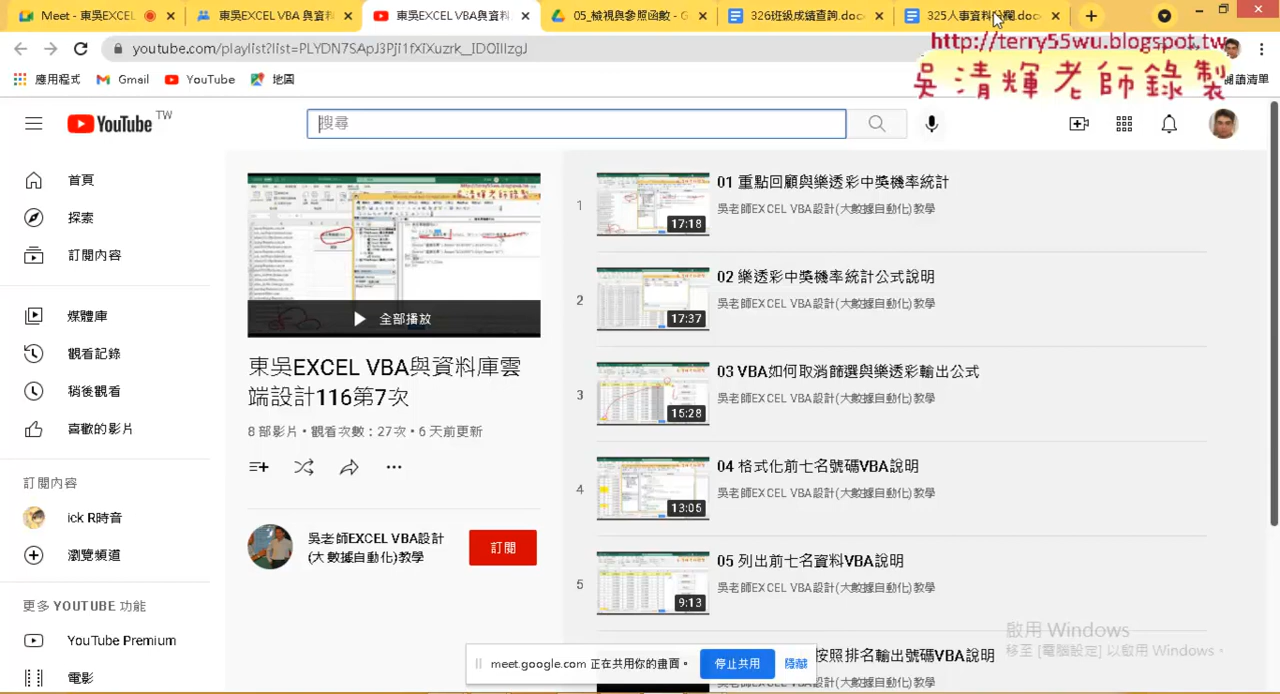 Meet - 東吳EXCEL
東吳EXCEL VBA 與資料
東吳EXCEL VBA與資料
05_檢視與參照函數 - G
326班級成績查詢.docx
325人事資料分欄.docx
youtube.com/playlist?list=PLYDN7SApJ3Pji1fxIXuzrk__IDOIIIzgJ
http://terry55wu.blogspot.tw
吳清輝老師錄製
應用程式
Gmail
YouTube
地圖
閱讀清單
YouTube TW
搜尋
首頁
探索
訂閱內容
媒體庫
觀看記錄
稍後觀看
喜歡的影片
訂閱內容
ick R時音
瀏覽頻道
更多 YOUTUBE 功能
YouTube Premium
電影
全部播放
東吳EXCEL VBA與資料庫雲
端設計116第7次
8 部影片•觀看次數：27次•6 天前更新
吳老師EXCEL VBA設計
(大數據自動化)教學
訂閱
1
17:18
01 重點回顧與樂透彩中獎機率統計
吳老師EXCEL VBA設計(大數據自動化)教學
2
17:37
02 樂透彩中獎機率統計公式說明
吳老師EXCEL VBA設計(大數據自動化)教學
3
15:28
03 VBA如何取消篩選與樂透彩輸出公式
吳老師EXCEL VBA設計(大數據自動化)教學
4
13:05
04 格式化前七名號碼VBA說明
吳老師EXCEL VBA設計(大數據自動化)教學
5
9:13
05 列出前七名資料VBA說明
吳老師EXCEL VBA設計(大數據自動化)教學
按照排名輸出號碼VBA說明
吳老師EXCEL VBA設計(大數據自動化)教學
啟用 Windows
移至 [電腦設定] 以啟用 Windows。
meet.google.com 正在共用你的畫面。
停止共用
隱藏